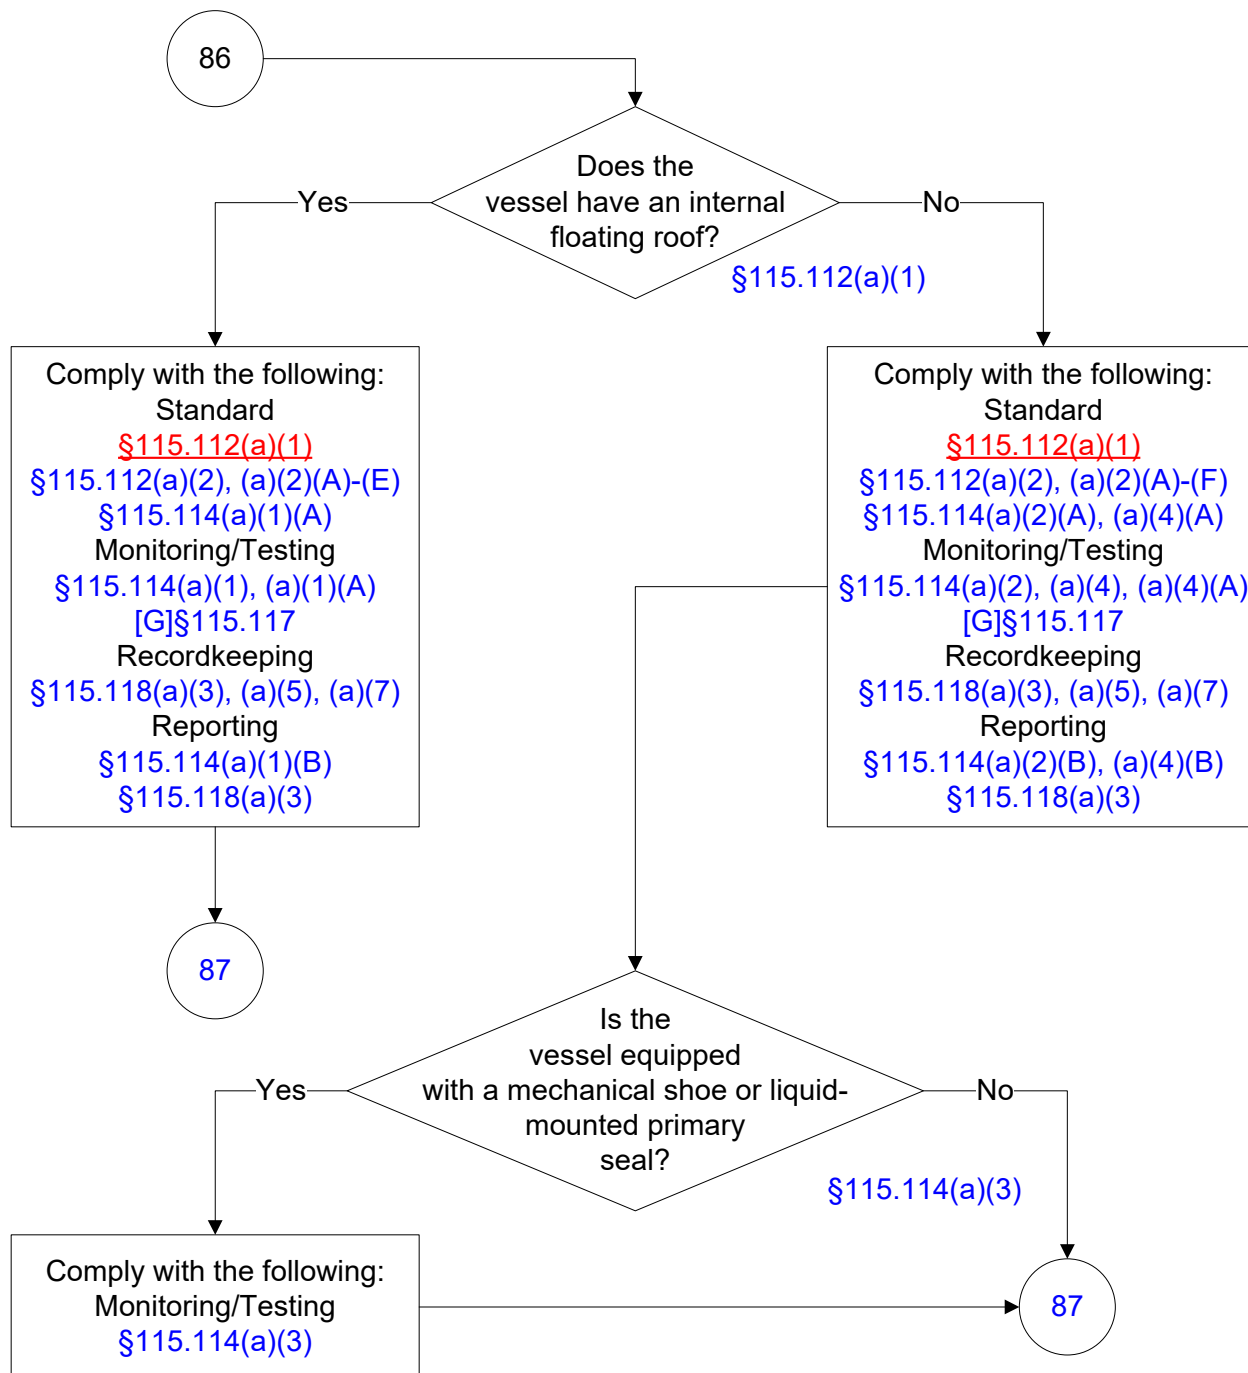 86
Does the
vessel have an internal
floating roof?
Yes
No
§115.112(a)(1)
Comply with the following:
Standard
§115.112(a)(1)
§115.112(a)(2), (a)(2)(A)-(E)
§115.114(a)(1)(A)
Monitoring/Testing
§115.114(a)(1), (a)(1)(A)
[G]§115.117
Recordkeeping
§115.118(a)(3), (a)(5), (a)(7)
Reporting
§115.114(a)(1)(B)
§115.118(a)(3)
Comply with the following:
Standard
§115.112(a)(1)
§115.112(a)(2), (a)(2)(A)-(F)
§115.114(a)(2)(A), (a)(4)(A)
Monitoring/Testing
§115.114(a)(2), (a)(4), (a)(4)(A)
[G]§115.117
Recordkeeping
§115.118(a)(3), (a)(5), (a)(7)
Reporting
§115.114(a)(2)(B), (a)(4)(B)
§115.118(a)(3)
87
Is the
vessel equipped
with a mechanical shoe or liquid-
mounted primary
seal?
Yes
No
§115.114(a)(3)
Comply with the following:
Monitoring/Testing
§115.114(a)(3)
87